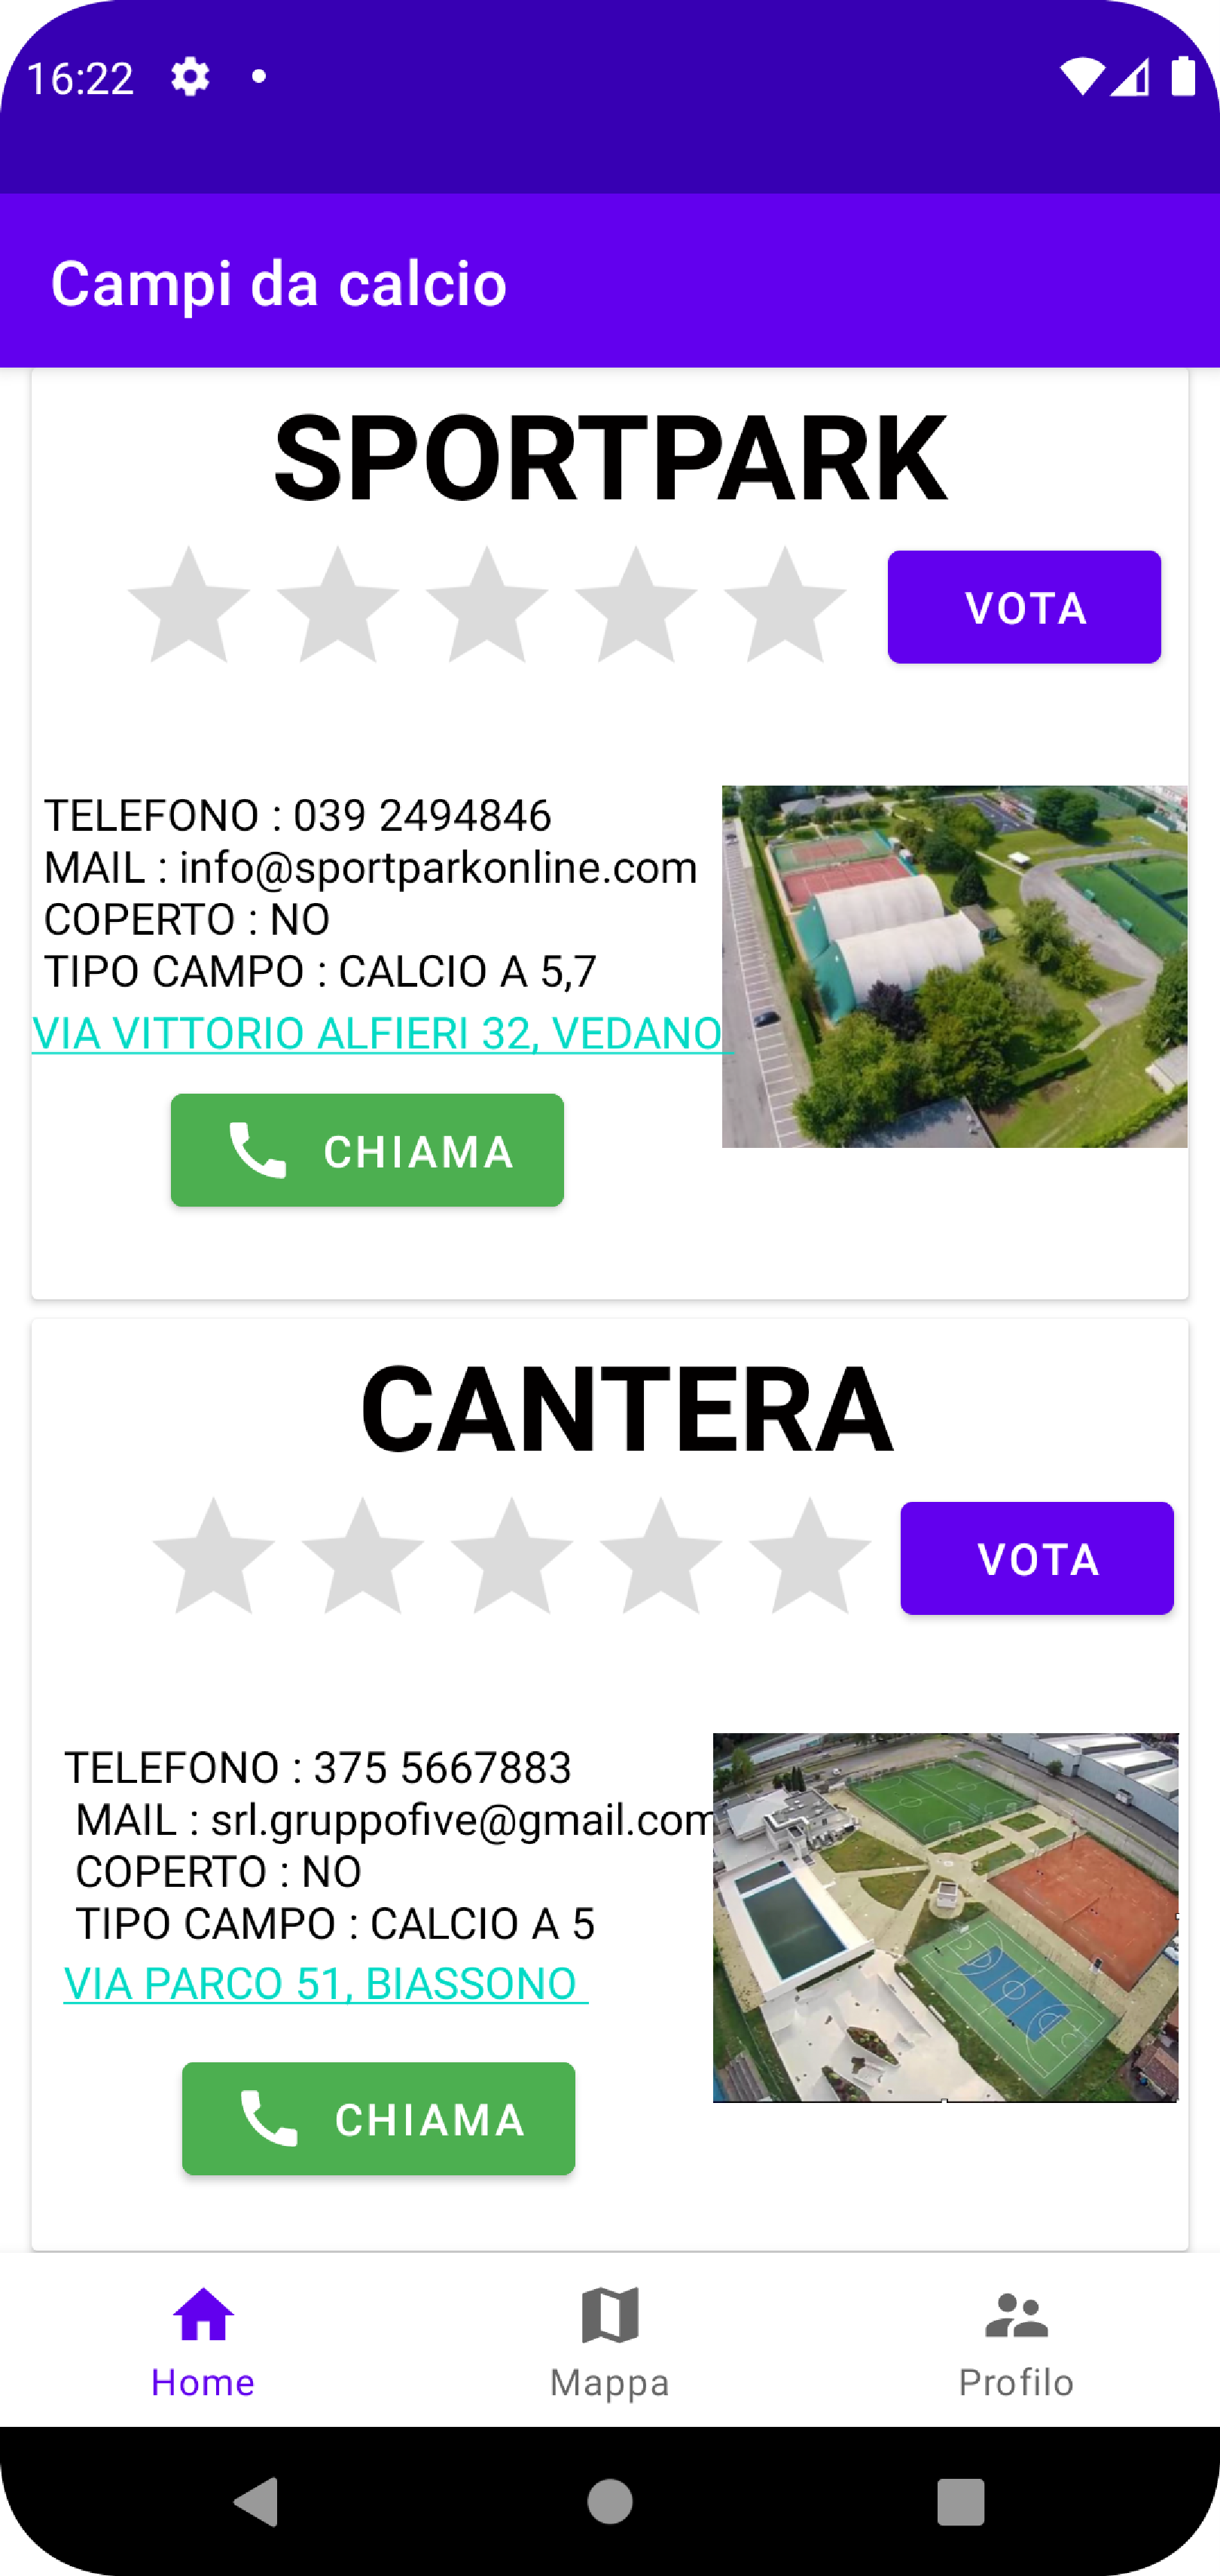 16:22
Campi da calcio
SPORTPARK
VOTA
TELEFONO : 039 2494846
MAIL : info@sportparkonline.com
COPERTO : NO
TIPO CAMPO : CALCIO A 5,7
VIA VITTORIO ALFIERI 32, VEDANO
CHIAMA
CANTERA
VOTA
TELEFONO : 375 5667883
MAIL : srl.gruppofive@gmail.com
COPERTO : NO
TIPO CAMPO : CALCIO A 5
VIA PARCO 51, BIASSONO
CHIAMA
Home
Mappa
Profilo